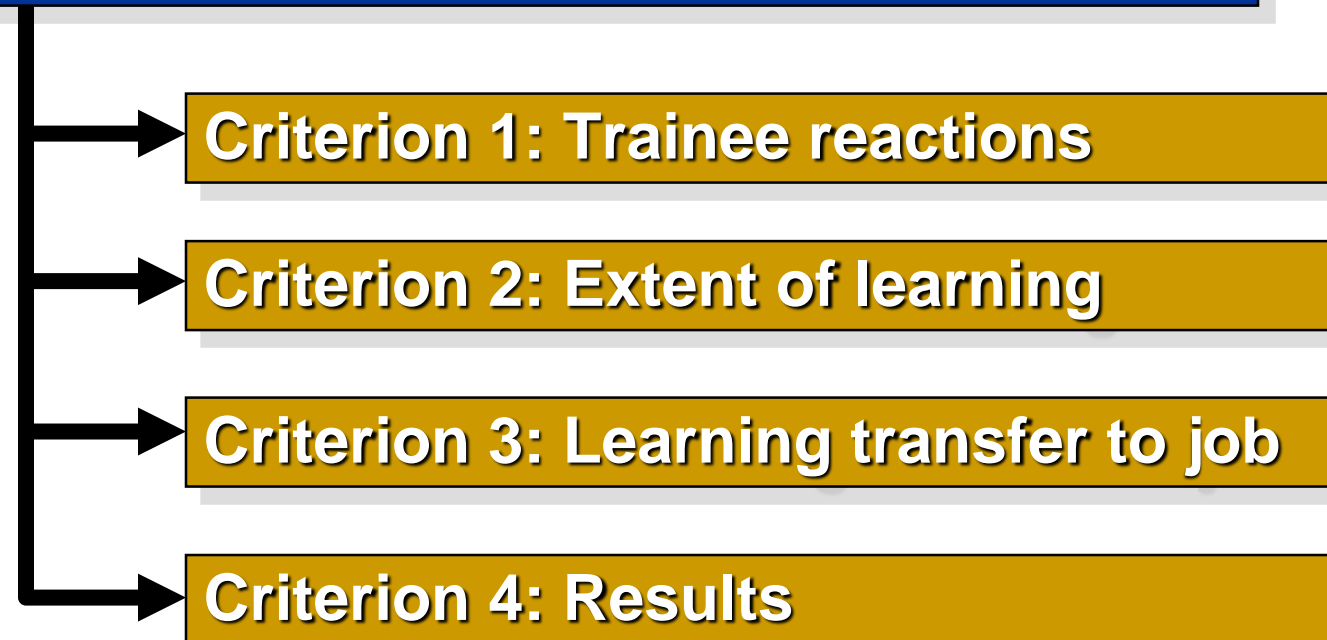 Criterion 1: Trainee reactions
Criterion 2: Extent of learning
Criterion 3: Learning transfer to job
Criterion 4: Results